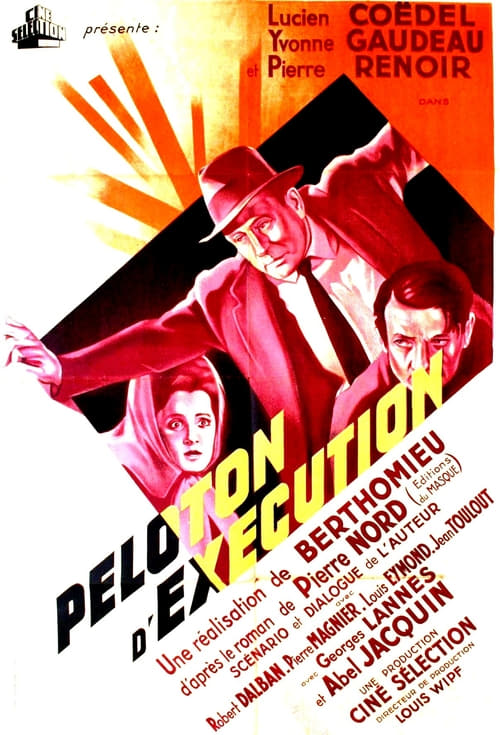 CINÉ
SÉLECTION
présente :
Lucien COËDEL
Yvonne GAUDEAU
et Pierre RENOIR
DANS
PELOTON
D'EXECUTION
Une réalisation de BERTHOMIEU
d'après le roman de Pierre NORD (Editions du MASQUE)
SCÉNARIO et DIALOGUE de L'AUTEUR
avec
Robert DALBAN, Pierre MAGNIER, Louis EYMOND, Jean TOULOUT
avec Georges LANNES
et Abel JACQUIN
UNE PRODUCTION
CINÉ SÉLECTION
DIRECTEUR DE PRODUCTION
LOUIS WIPF